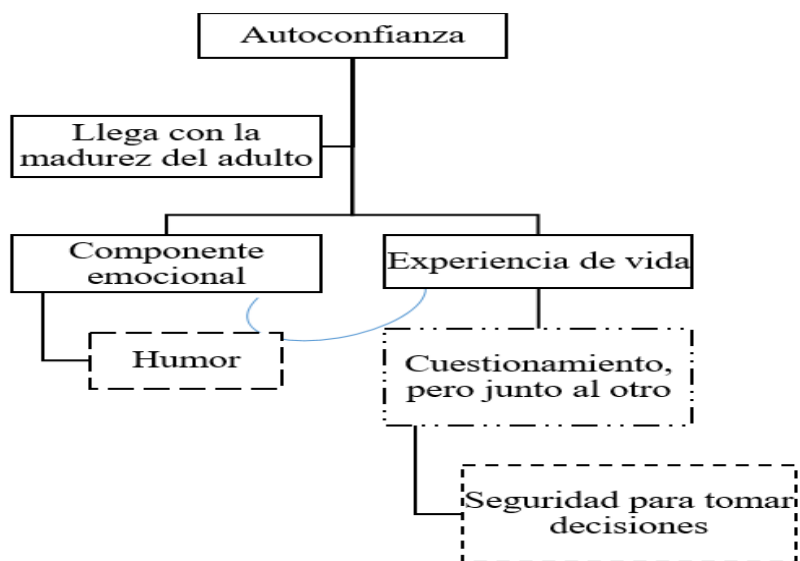 Autoconfianza
Llega con la
madurez del adulto
Componente
emocional
Experiencia de vida
Humor
Cuestionamiento,
pero junto al otro
Seguridad para tomar
decisiones